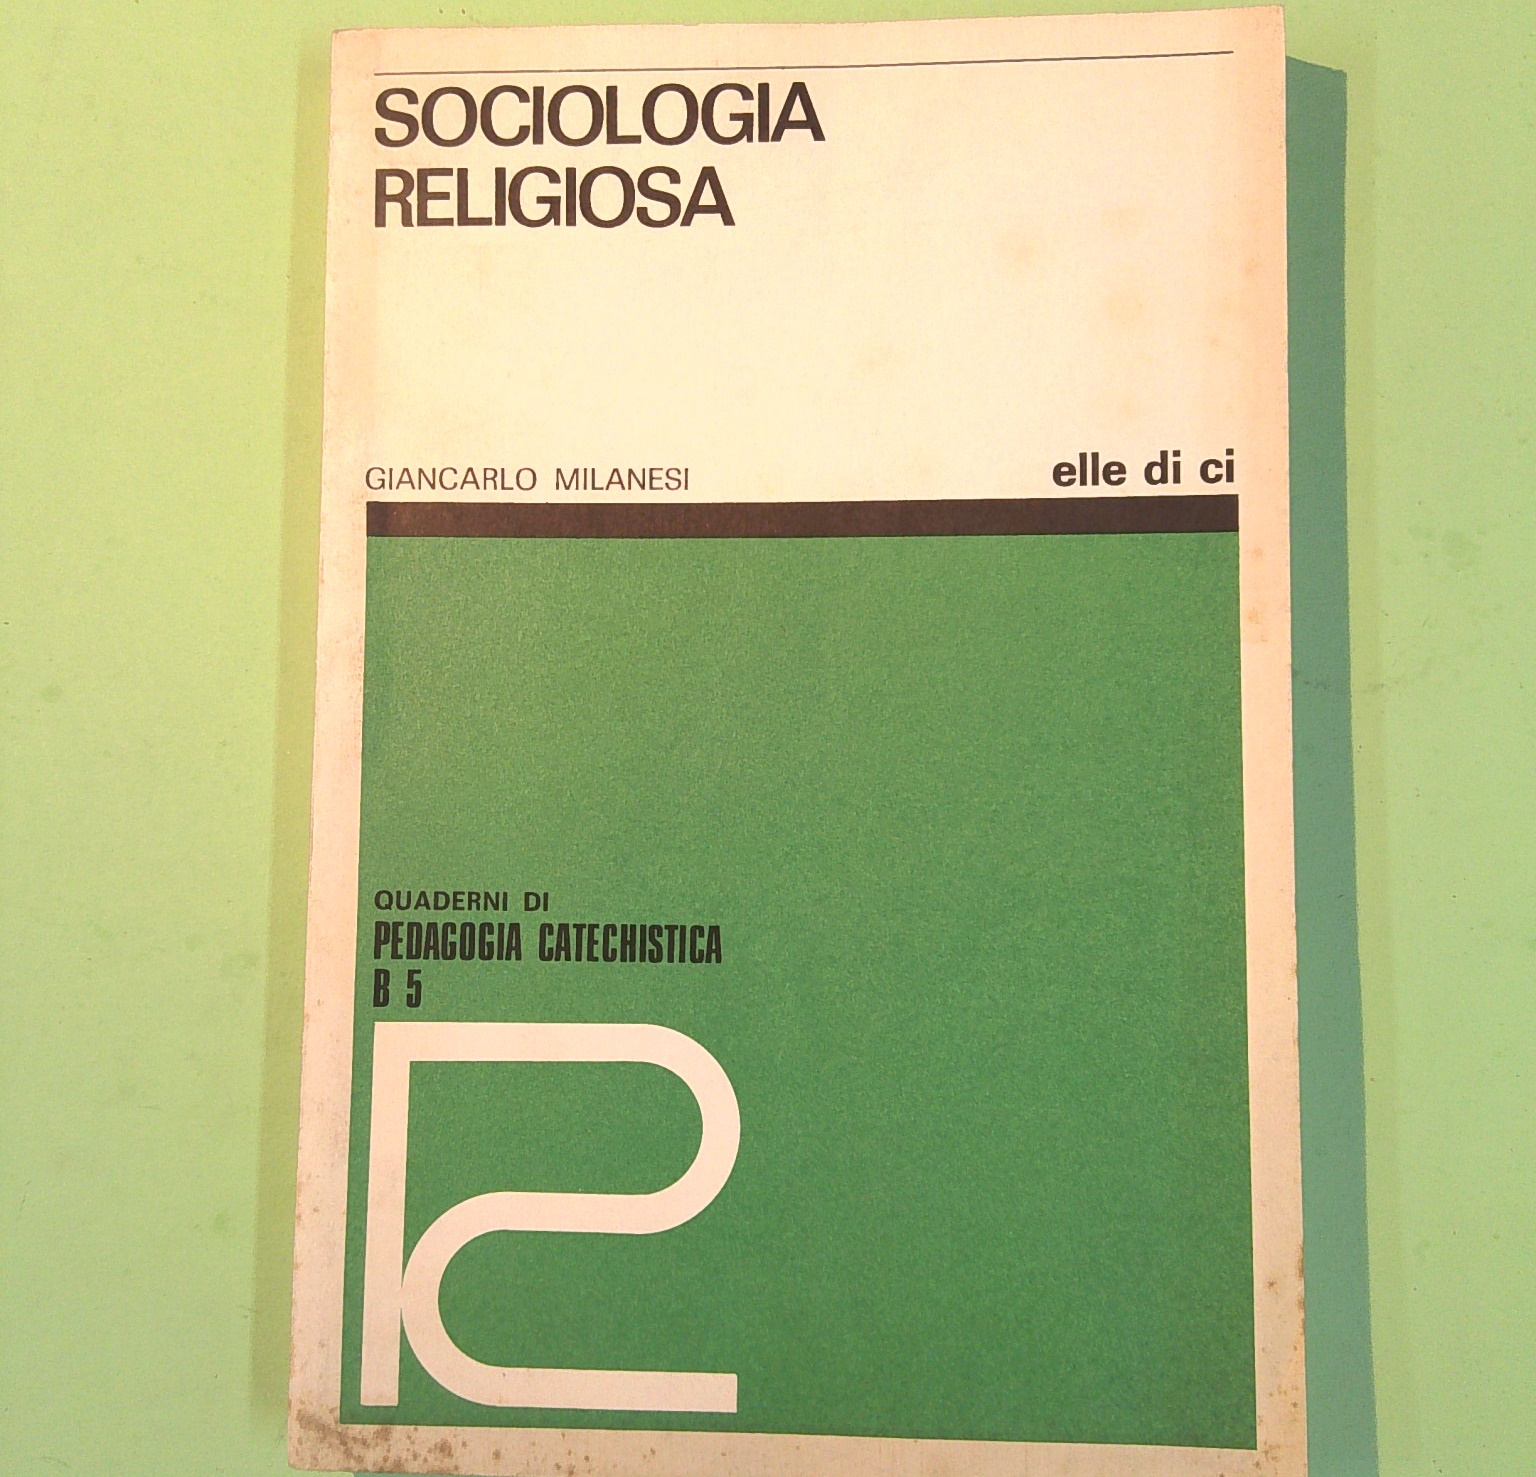 SOCIOLOGIA
RELIGIOSA
GIANCARLO MILANESI
elle di ci
QUADERNI DI
PEDAGOGIA CATECHISTICA
B 5